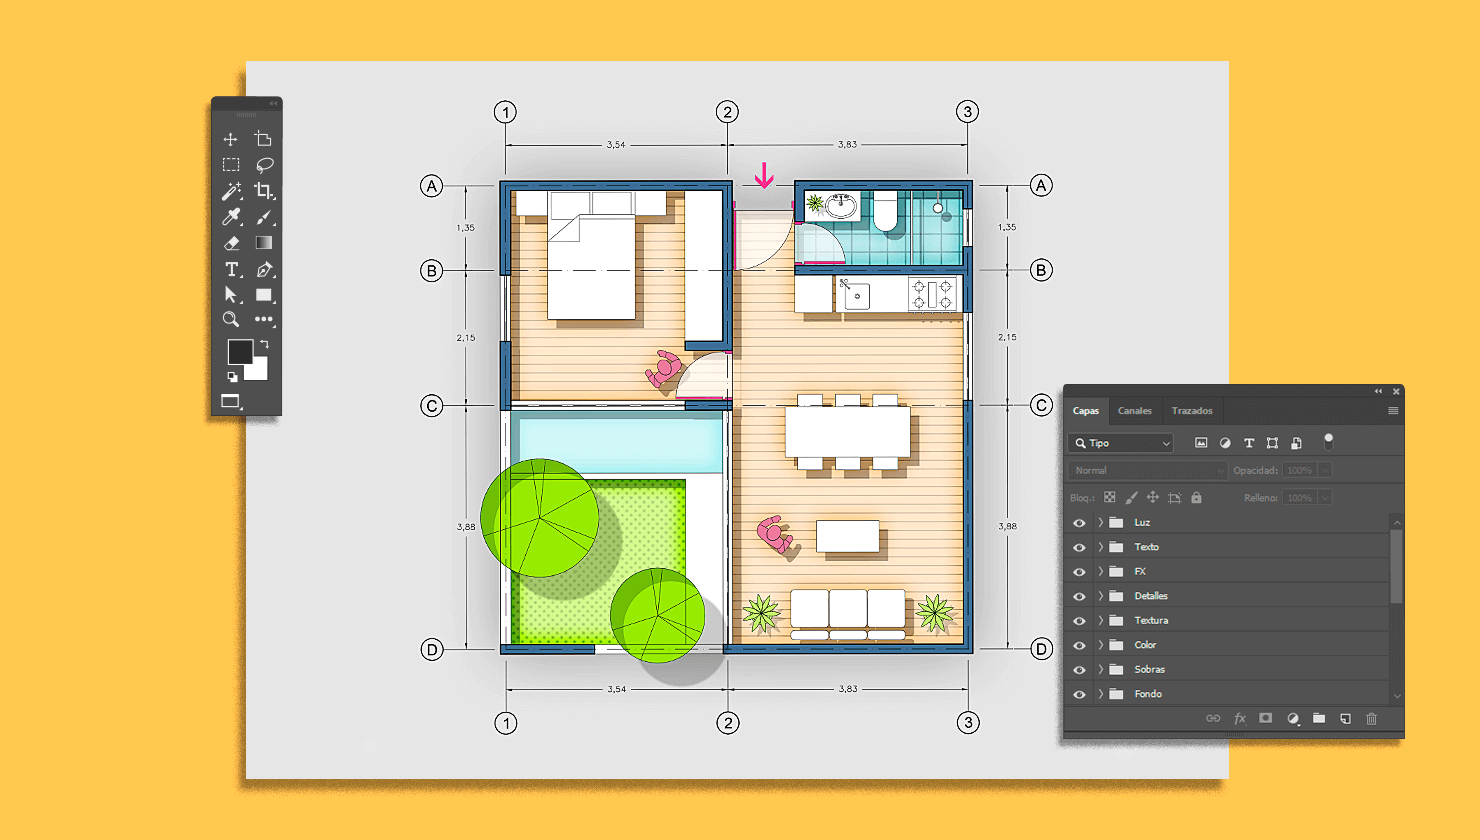 1 2 3
3,54 3,83
A A
1,35 1,35
B B
2,15 2,15
C C
3,88 3,88
D D
3,54 3,83
1 2 3
T
Capas Canales Trazados
Tipo T
Normal Opacidad: 100%
Bloq.: Relleno: 100%
Luz
Texto
FX
Detalles
Textura
Color
Sobras
Fondo
fx